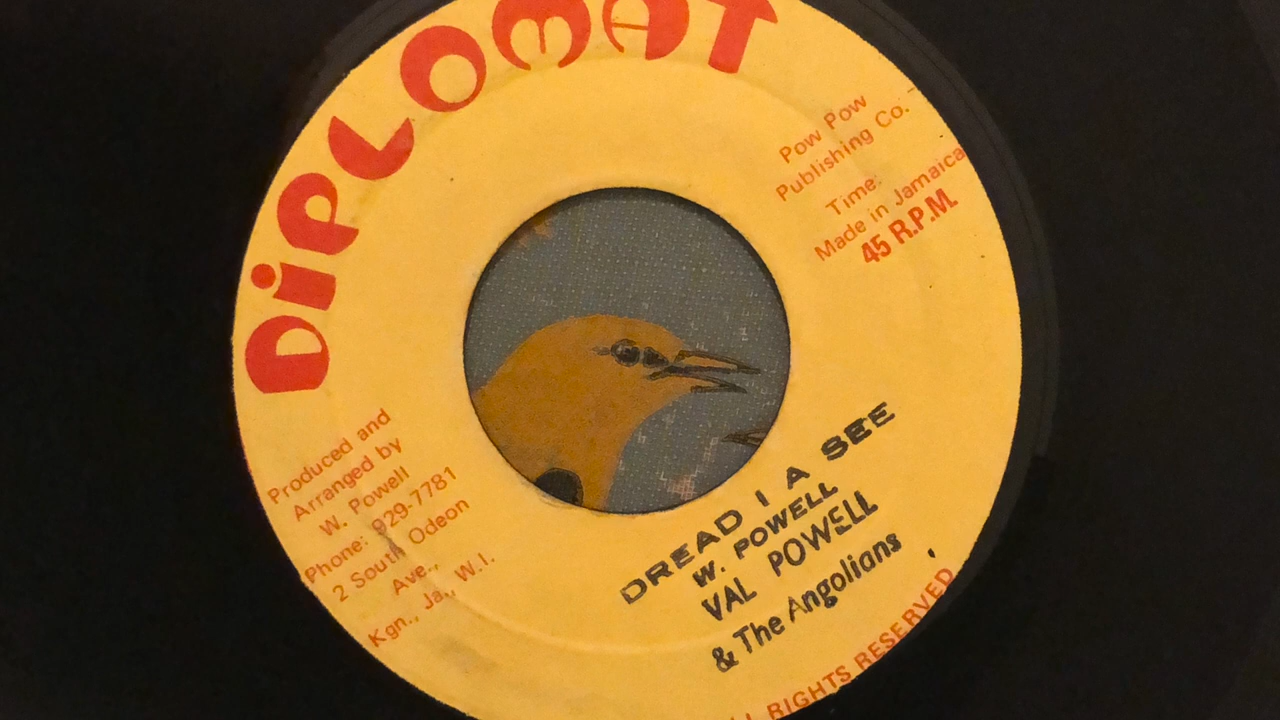 DiPLOMAT
Pow Pow
Publishing Co.
Time.
Made in Jamaica
45 R.P.M.
Produced and
Arranged by
W. Powell
Phone: 929-7781
2 South Odeon
Ave.,
Kgn., Ja., W.I.
DREAD I A SEE
W. POWELL
VAL POWELL
& The Angolians
RIGHTS RESERVED